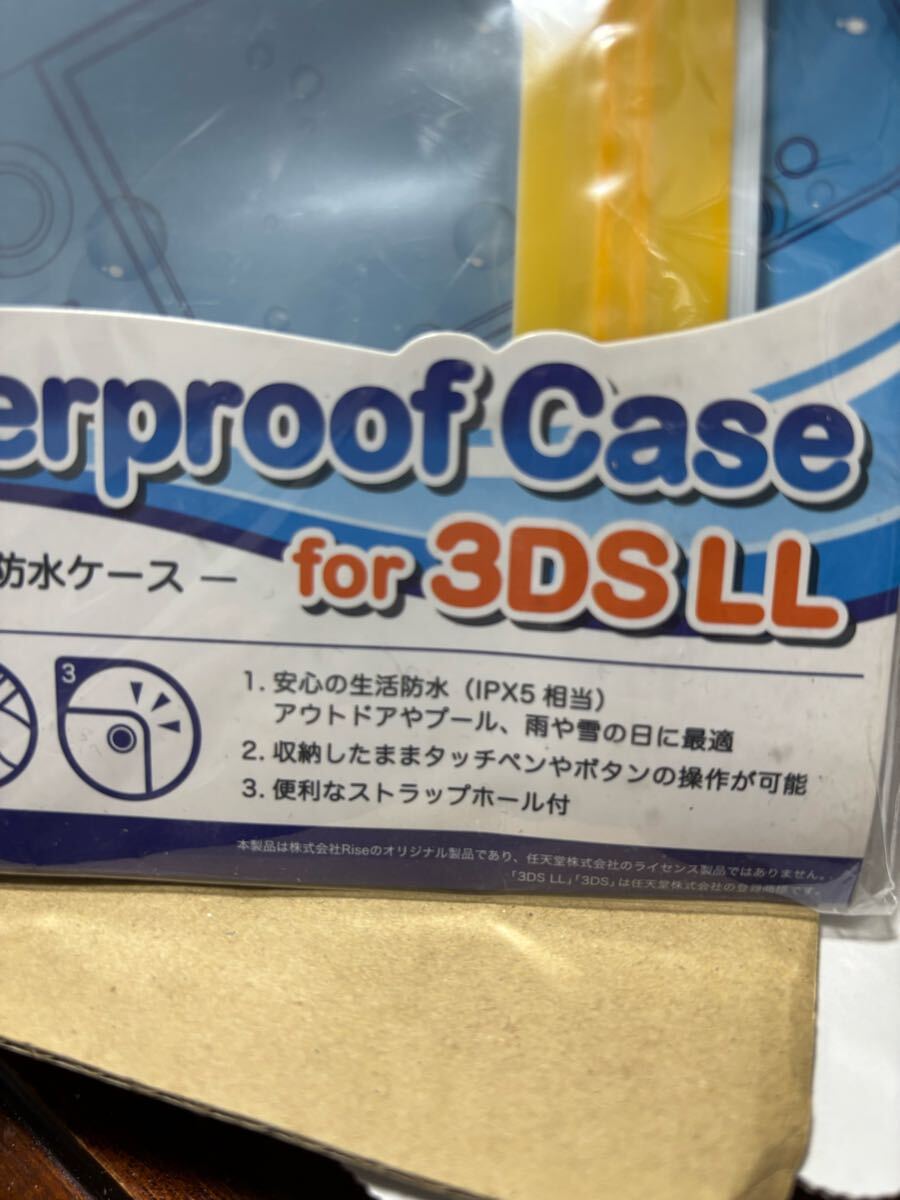 erproof Case
防水ケース —
for 3DS LL
3
1. 安心の生活防水（IPX5 相当）
アウトドアやプール、雨や雪の日に最適
2. 収納したままタッチペンやボタンの操作が可能
3. 便利なストラップホール付
本製品は株式会社Riseのオリジナル製品であり、任天堂株式会社のライセンス製品ではありません。
「3DS LL」「3DS」は任天堂株式会社の登録商標です。